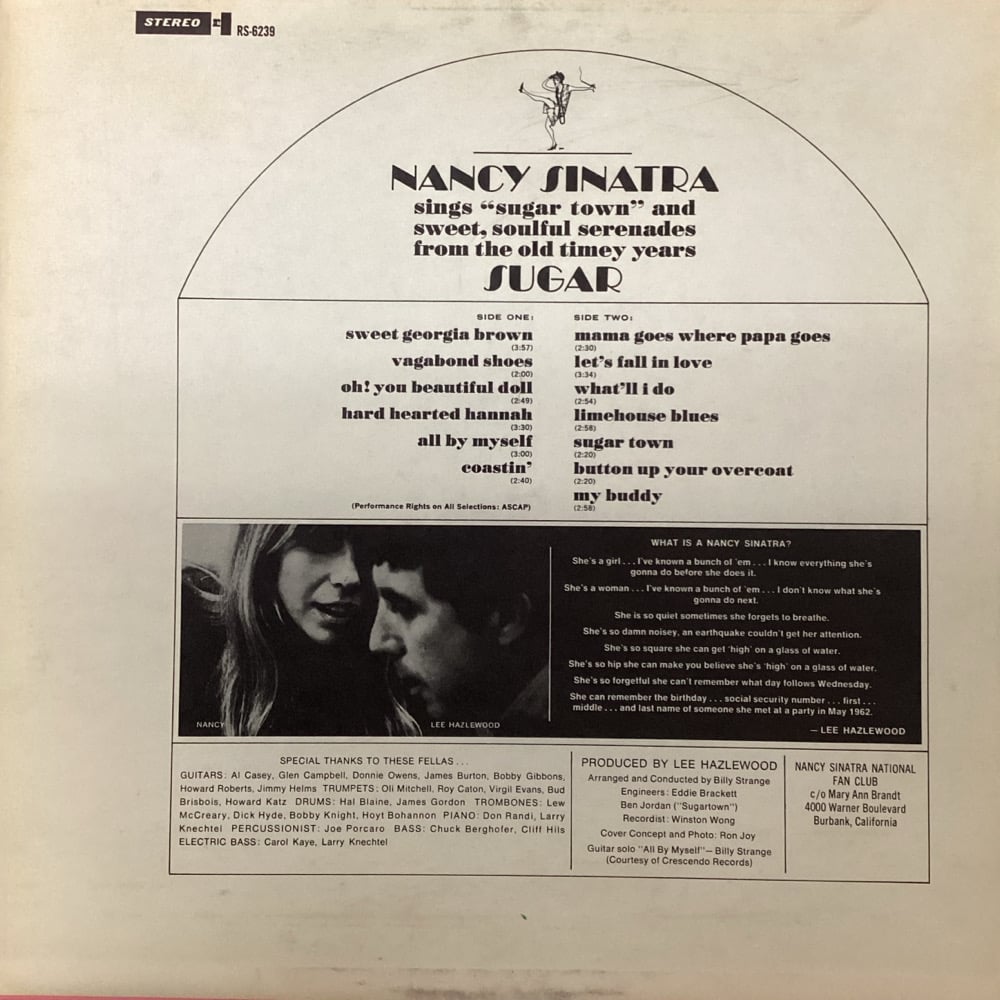 STEREO
RS-6239
NANCY SINATRA
sings “sugar town” and
sweet, soulful serenades
from the old timey years
SUGAR
SIDE ONE:
sweet georgia brown
(3:57)
vagabond shoes
(2:00)
oh! you beautiful doll
(2:49)
hard hearted hannah
(3:30)
all by myself
(3:00)
coastin’
(2:40)
(Performance Rights on All Selections: ASCAP)
SIDE TWO:
mama goes where papa goes
(2:30)
let’s fall in love
(3:34)
what’ll i do
(2:54)
limehouse blues
(2:58)
sugar town
(2:20)
button up your overcoat
(2:20)
my buddy
(2:58)
NANCY
LEE HAZLEWOOD
WHAT IS A NANCY SINATRA?
She's a girl . . . I've known a bunch of 'em . . . I know everything she's
gonna do before she does it.
She's a woman . . . I've known a bunch of 'em . . . I don't know what she's
gonna do next.
She is so quiet sometimes she forgets to breathe.
She's so damn noisey, an earthquake couldn't get her attention.
She's so square she can get 'high' on a glass of water.
She's so hip she can make you believe she's 'high' on a glass of water.
She's so forgetful she can't remember what day follows Wednesday.
She can remember the birthday . . . social security number . . . first . . .
middle . . . and last name of someone she met at a party in May 1962.
— LEE HAZLEWOOD
SPECIAL THANKS TO THESE FELLAS . . .
GUITARS: Al Casey, Glen Campbell, Donnie Owens, James Burton, Bobby Gibbons,
Howard Roberts, Jimmy Helms TRUMPETS: Oli Mitchell, Roy Caton, Virgil Evans, Bud
Brisbois, Howard Katz DRUMS: Hal Blaine, James Gordon TROMBONES: Lew
McCreary, Dick Hyde, Bobby Knight, Hoyt Bohannon PIANO: Don Randi, Larry
Knechtel PERCUSSIONIST: Joe Porcaro BASS: Chuck Berghofer, Cliff Hils
ELECTRIC BASS: Carol Kaye, Larry Knechtel
PRODUCED BY LEE HAZLEWOOD
Arranged and Conducted by Billy Strange
Engineers: Eddie Brackett
Ben Jordan ("Sugartown")
Recordist: Winston Wong
Cover Concept and Photo: Ron Joy
Guitar solo "All By Myself"— Billy Strange
(Courtesy of Crescendo Records)
NANCY SINATRA NATIONAL
FAN CLUB
c/o Mary Ann Brandt
4000 Warner Boulevard
Burbank, California